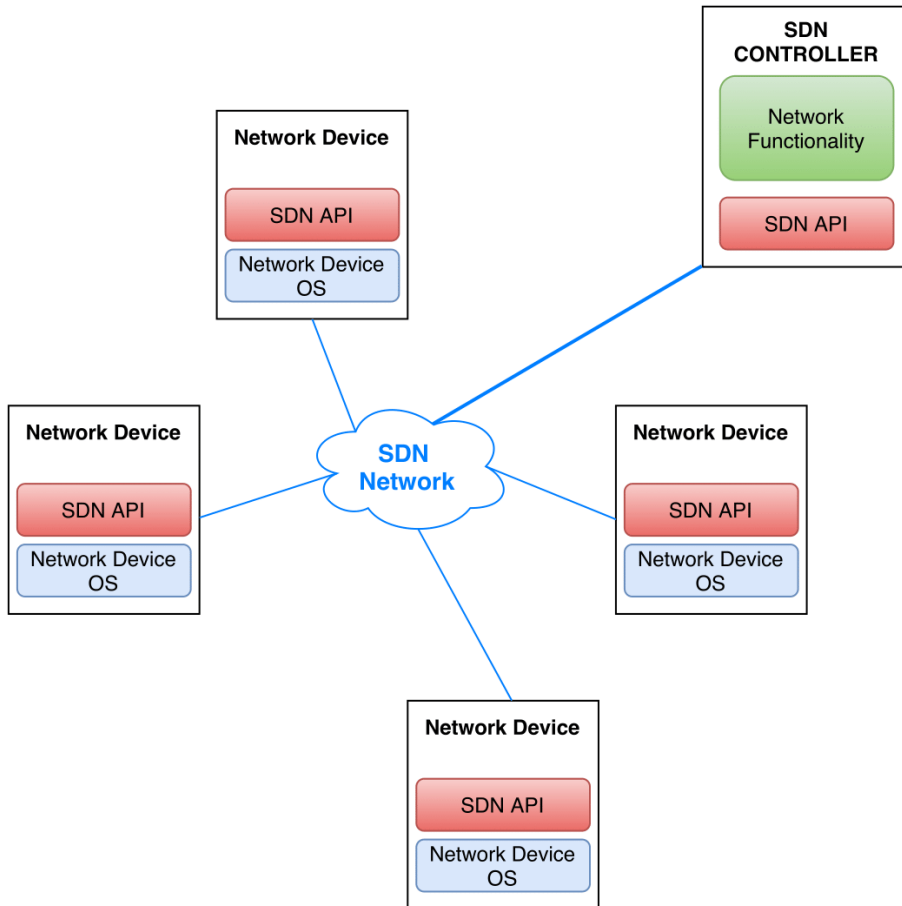 SDN
CONTROLLER
Network
Functionality
SDN API
Network Device
SDN API
Network Device
OS
Network Device
SDN API
Network Device
OS
SDN
Network
Network Device
SDN API
Network Device
OS
Network Device
SDN API
Network Device
OS